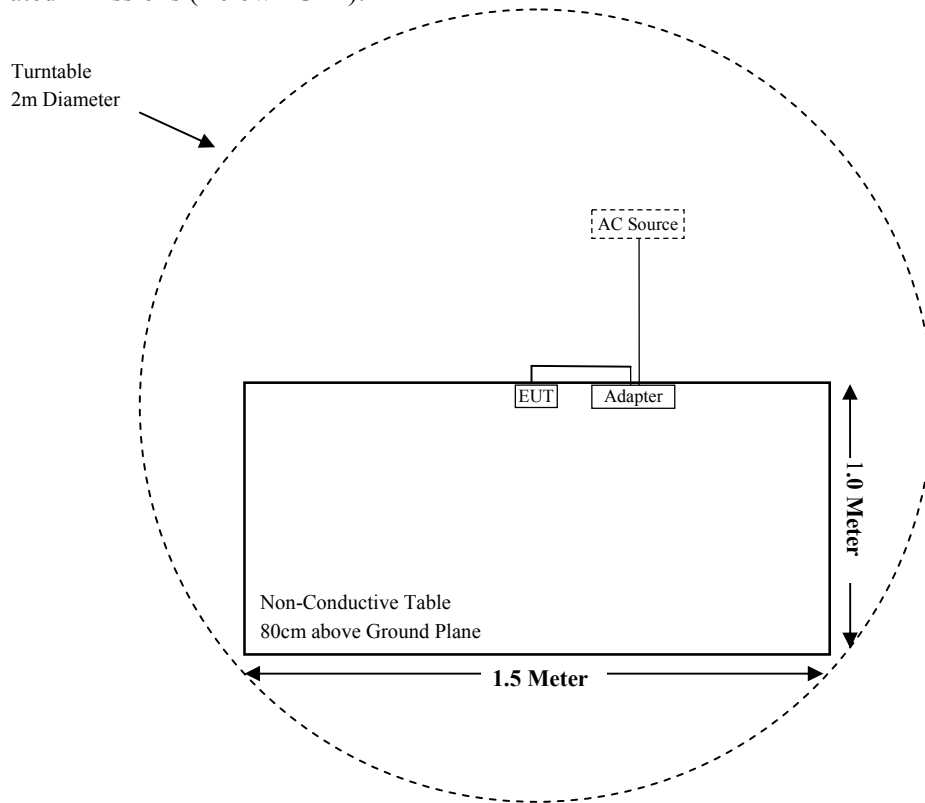 Turntable
2m Diameter
AC Source
EUT
Adapter
1.0 Meter
Non-Conductive Table
80cm above Ground Plane
1.5 Meter